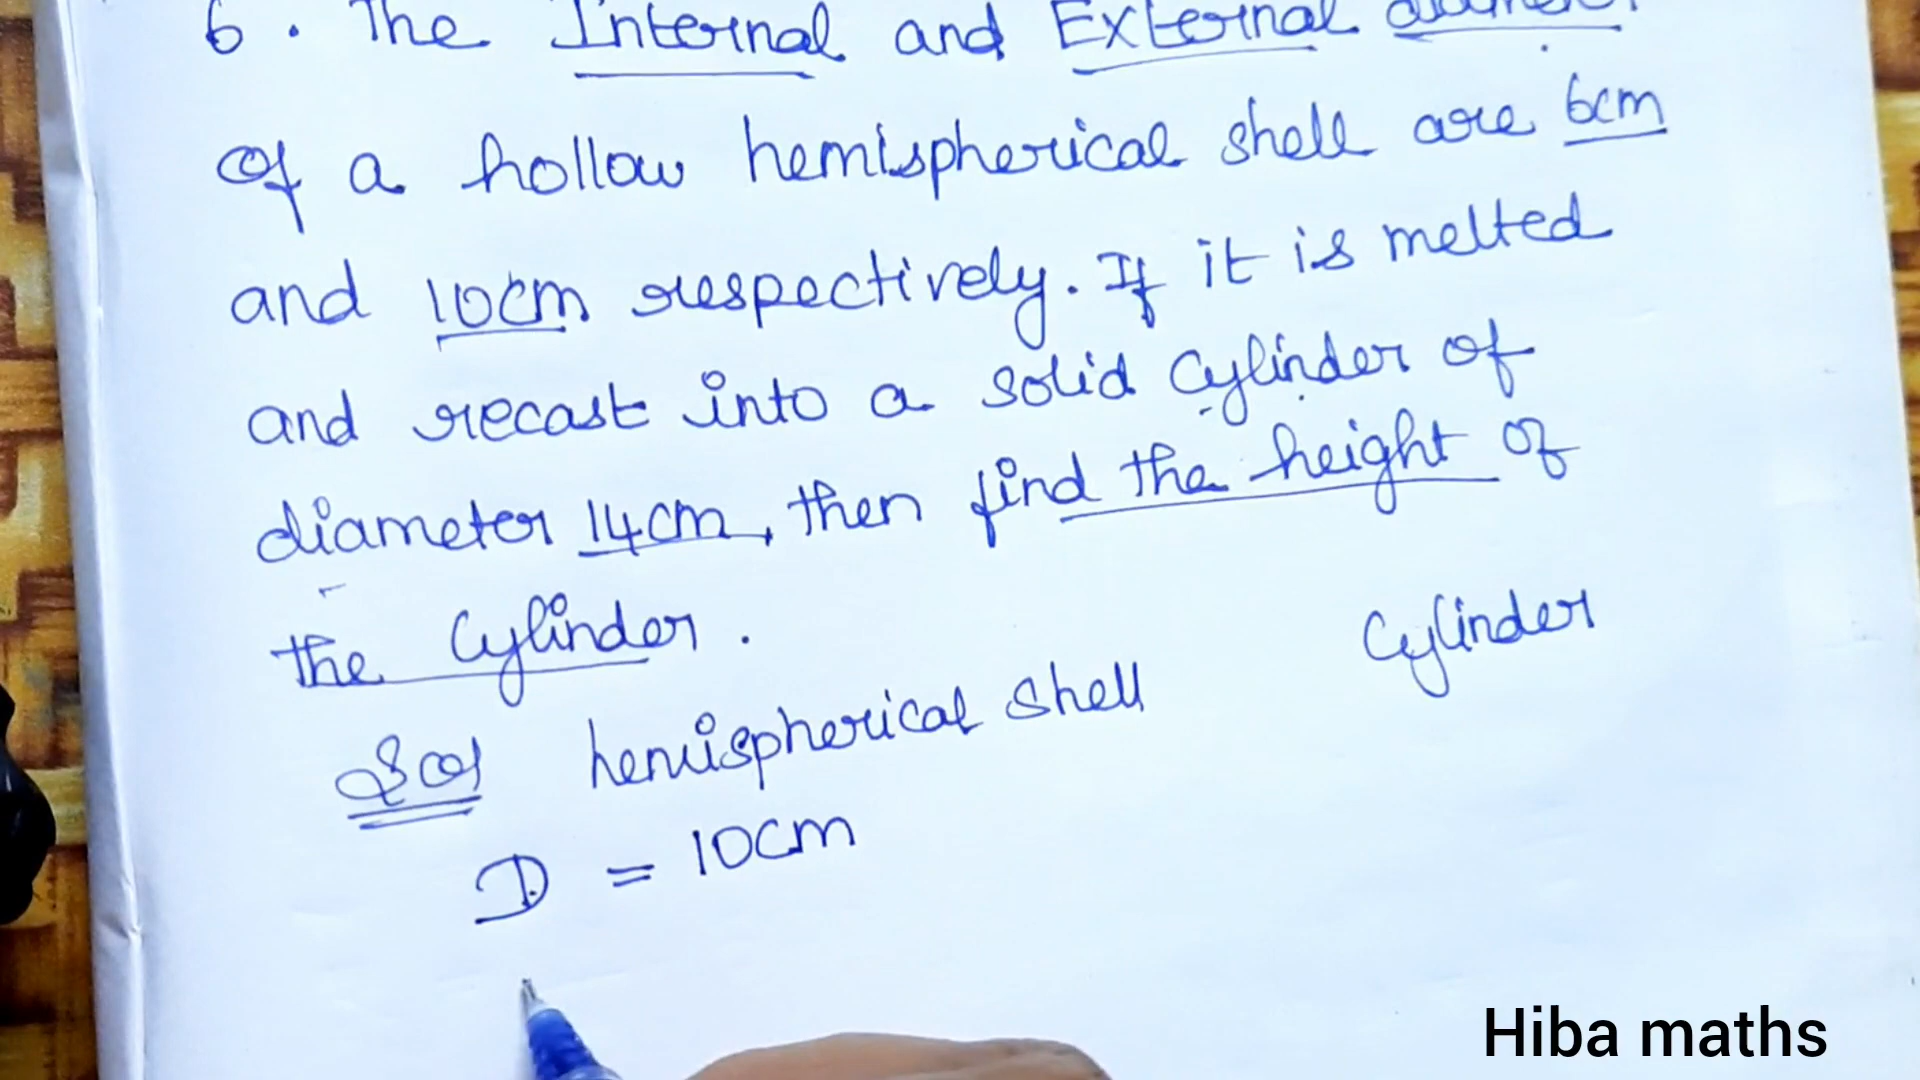 6. The Internal and External diameter
of a hollow hemispherical shell are 6cm
and 10cm respectively. If it is melted
and recast into a solid cylinder of
diameter 14cm, then find the height of
the Cylinder.
Sol hemispherical shell Cylinder
D = 10cm
Hiba maths